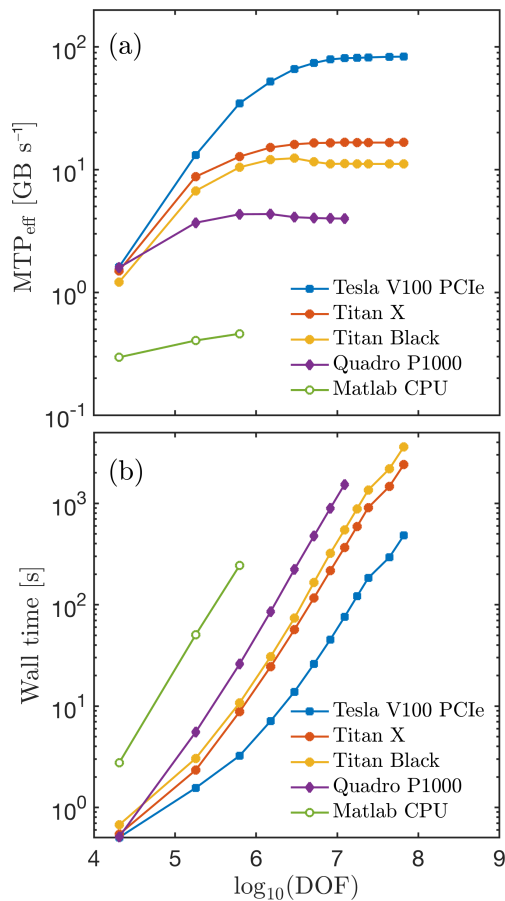 (a)
10^2
10^1
10^0
10^-1
MTP_eff [GB s^-1]
Tesla V100 PCIe
Titan X
Titan Black
Quadro P1000
Matlab CPU
(b)
10^3
10^2
10^1
10^0
Wall time [s]
Tesla V100 PCIe
Titan X
Titan Black
Quadro P1000
Matlab CPU
4 5 6 7 8 9
log_10(DOF)